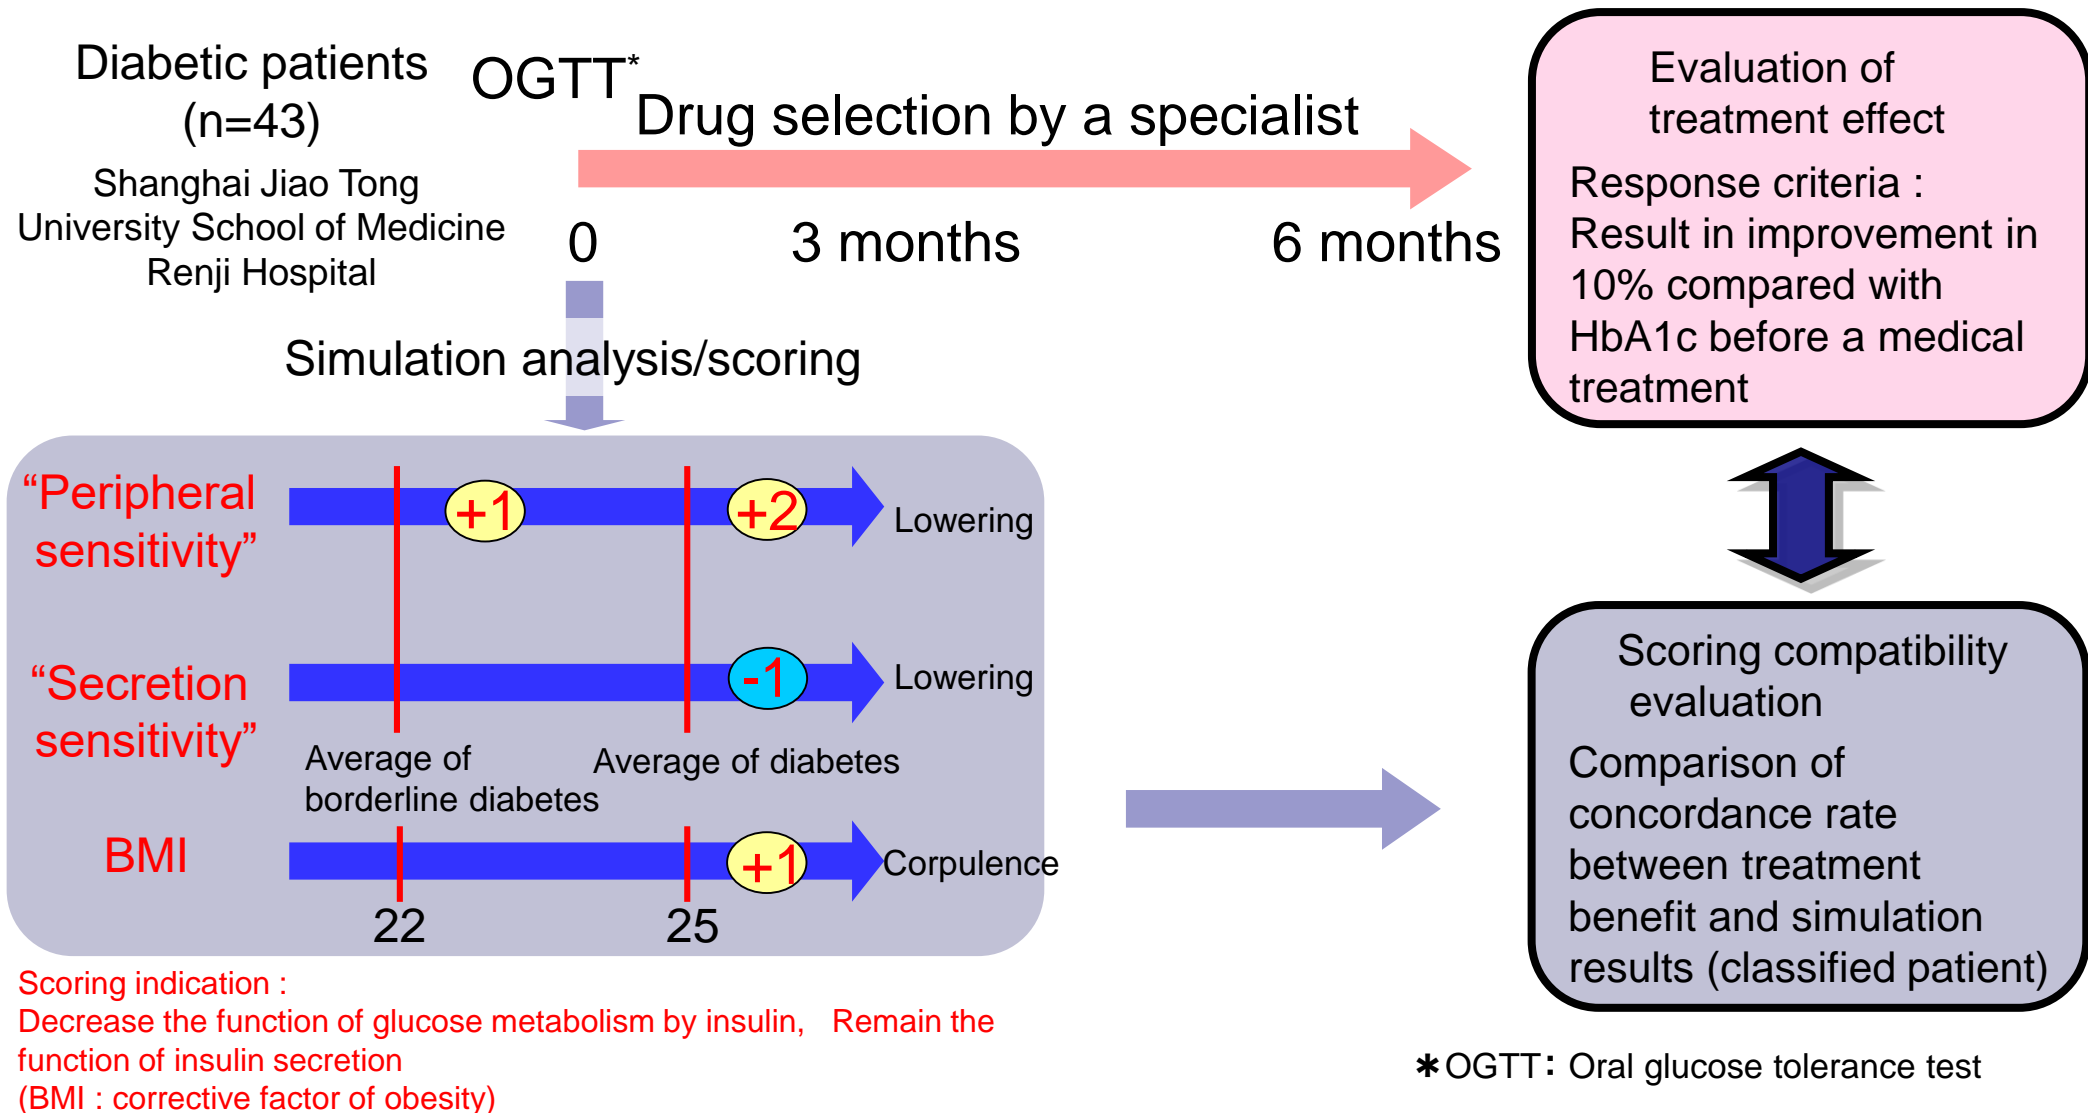 Diabetic patients
(n=43)
Shanghai Jiao Tong
University School of Medicine
Renji Hospital
OGTT*
Drug selection by a specialist
0
3 months
6 months
Simulation analysis/scoring
Evaluation of
treatment effect
Response criteria :
Result in improvement in
10% compared with
HbA1c before a medical
treatment
“Peripheral
sensitivity”
+1
+2
Lowering
“Secretion
sensitivity”
-1
Lowering
Average of
borderline diabetes
Average of diabetes
BMI
+1
Corpulence
22
25
Scoring compatibility
evaluation
Comparison of
concordance rate
between treatment
benefit and simulation
results (classified patient)
Scoring indication :
Decrease the function of glucose metabolism by insulin, Remain the
function of insulin secretion
(BMI : corrective factor of obesity)
✱OGTT: Oral glucose tolerance test